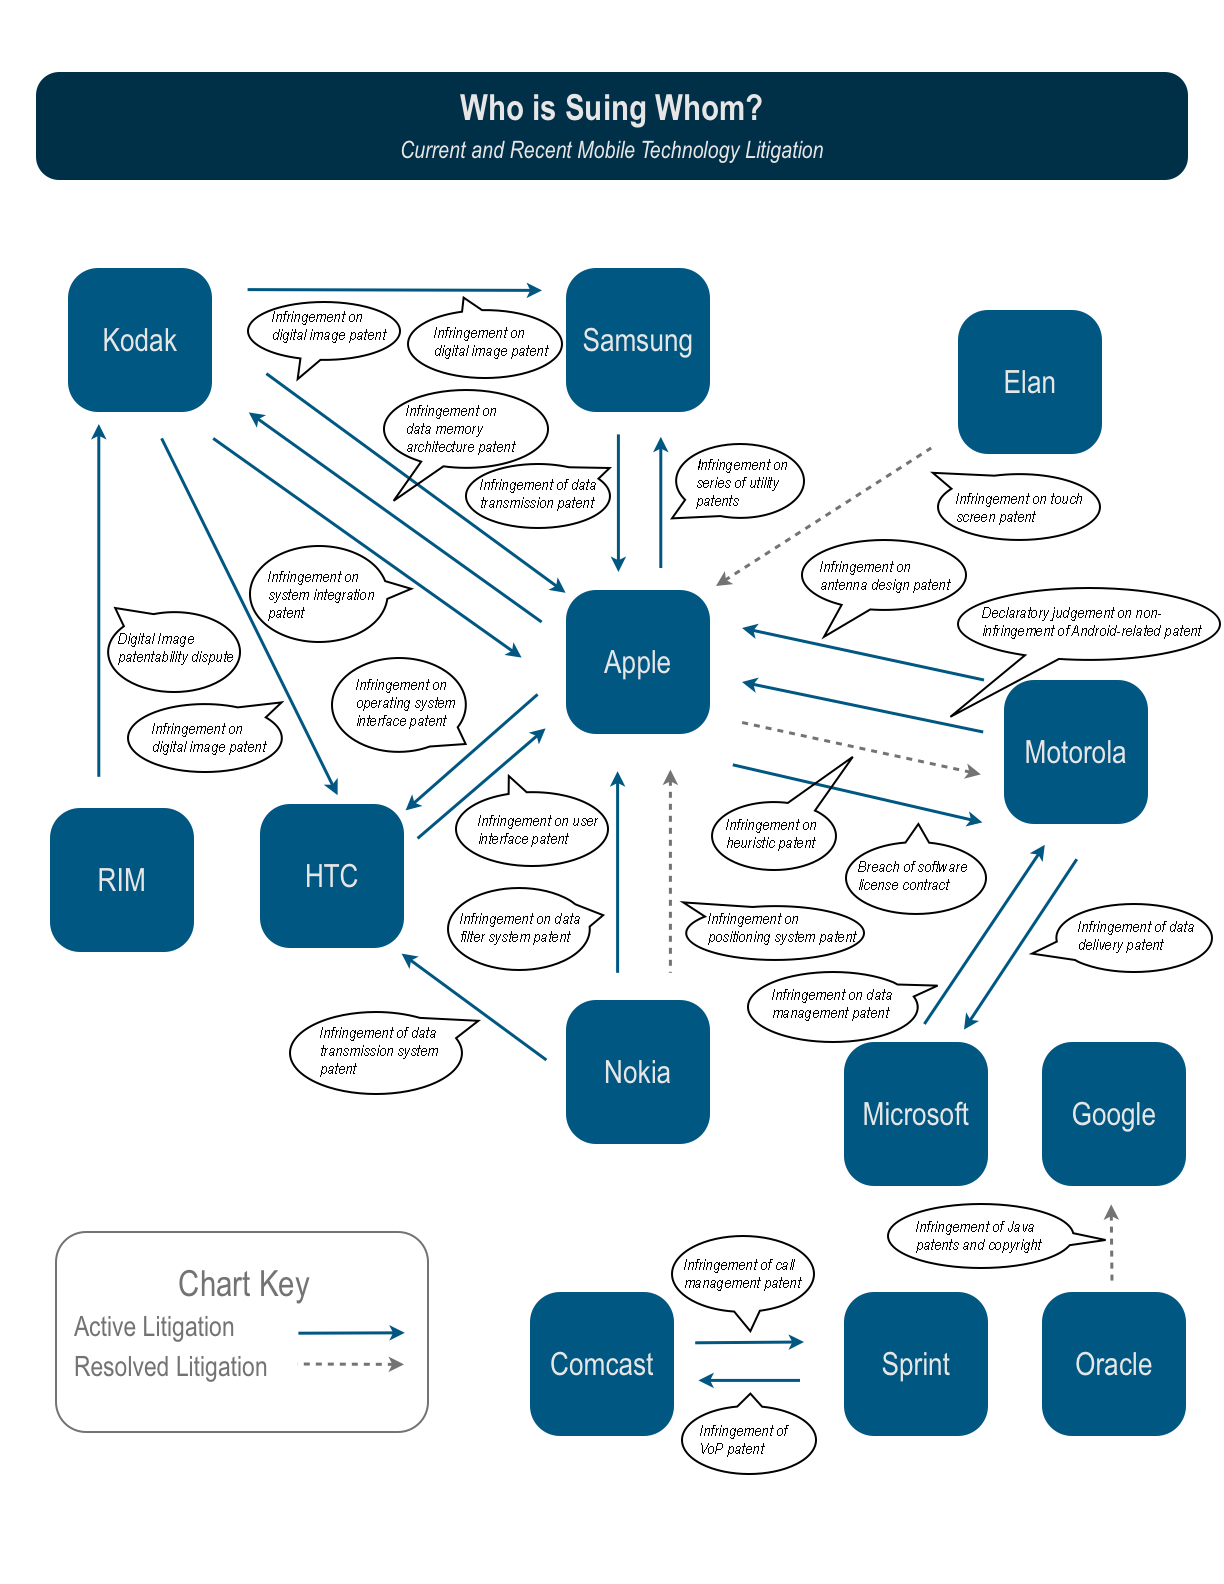 Who is Suing Whom?
Current and Recent Mobile Technology Litigation
Kodak
Infringement on
digital image patent
Infringement on
digital image patent
Samsung
Elan
Infringement on
data memory
architecture patent
Infringement of data
transmission patent
Infringement on
series of utility
patents
Infringement on touch
screen patent
Infringement on
system integration
patent
Infringement on
antenna design patent
Declaratory judgement on non-
infringement of Android-related patent
Digital Image
patentability dispute
Apple
Infringement on
operating system
interface patent
Infringement on
digital image patent
Motorola
Infringement on user
interface patent
Infringement on
heuristic patent
Breach of software
license contract
RIM
HTC
Infringement on data
filter system patent
Infringement on
positioning system patent
Infringement of data
delivery patent
Infringement on data
management patent
Infringement of data
transmission system
patent
Nokia
Microsoft
Google
Infringement of Java
patents and copyright
Chart Key
Active Litigation
Resolved Litigation
Infringement of call
management patent
Comcast
Sprint
Oracle
Infringement of
VoP patent